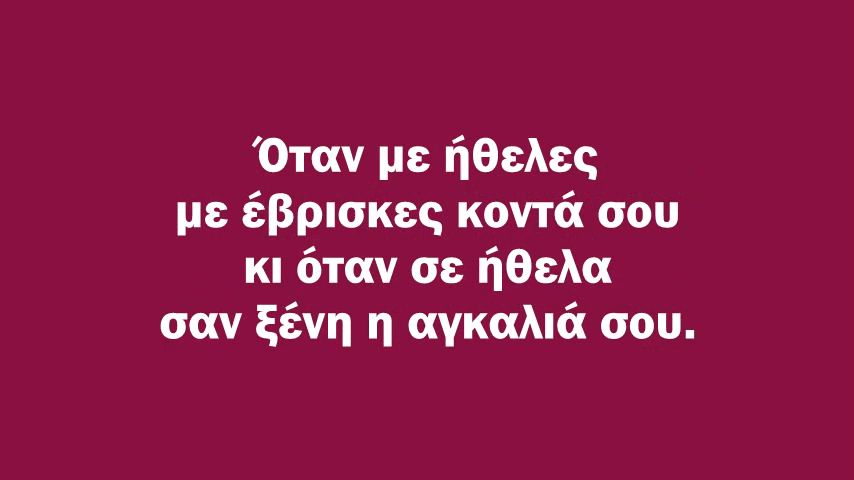 Όταν με ήθελες
με έβρισκες κοντά σου
κι όταν σε ήθελα
σαν ξένη η αγκαλιά σου.